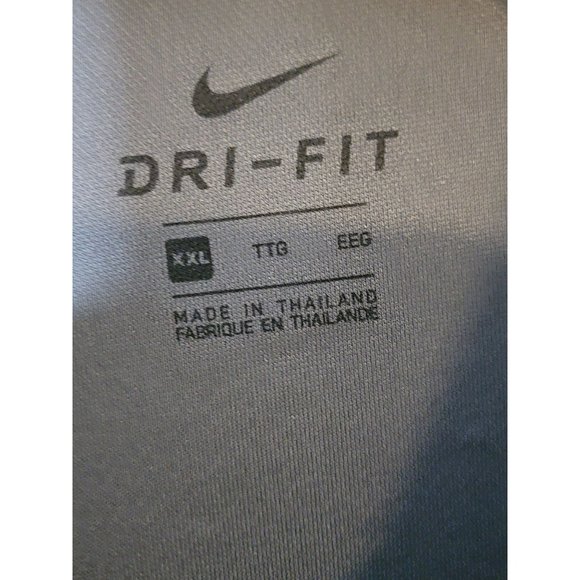 DRI-FIT
XXL TTG EEG
MADE IN THAILAND
FABRIQUE EN THAILANDE